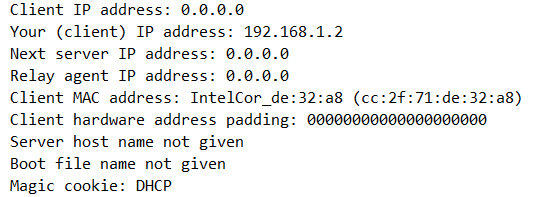 Client IP address: 0.0.0.0
Your (client) IP address: 192.168.1.2
Next server IP address: 0.0.0.0
Relay agent IP address: 0.0.0.0
Client MAC address: IntelCor_de:32:a8 (cc:2f:71:de:32:a8)
Client hardware address padding: 00000000000000000000
Server host name not given
Boot file name not given
Magic cookie: DHCP